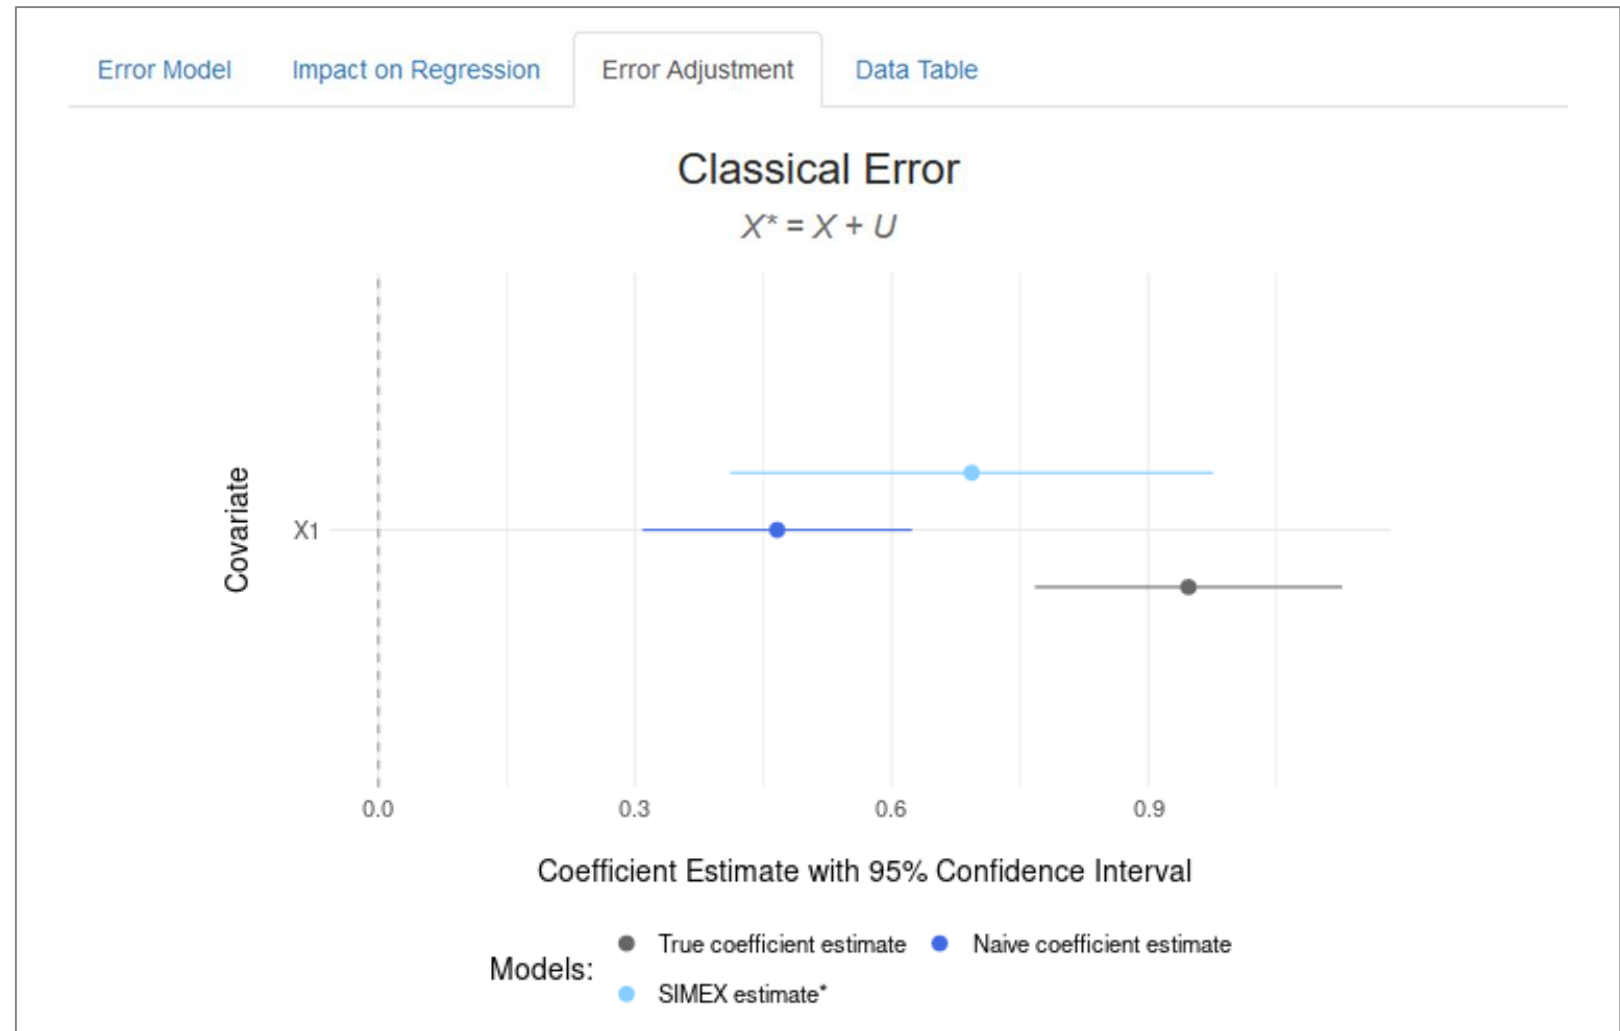 Error Model Impact on Regression Error Adjustment Data Table
Classical Error
X* = X + U
Covariate
X1
0.0 0.3 0.6 0.9
Coefficient Estimate with 95% Confidence Interval
Models:
True coefficient estimate Naive coefficient estimate
SIMEX estimate*